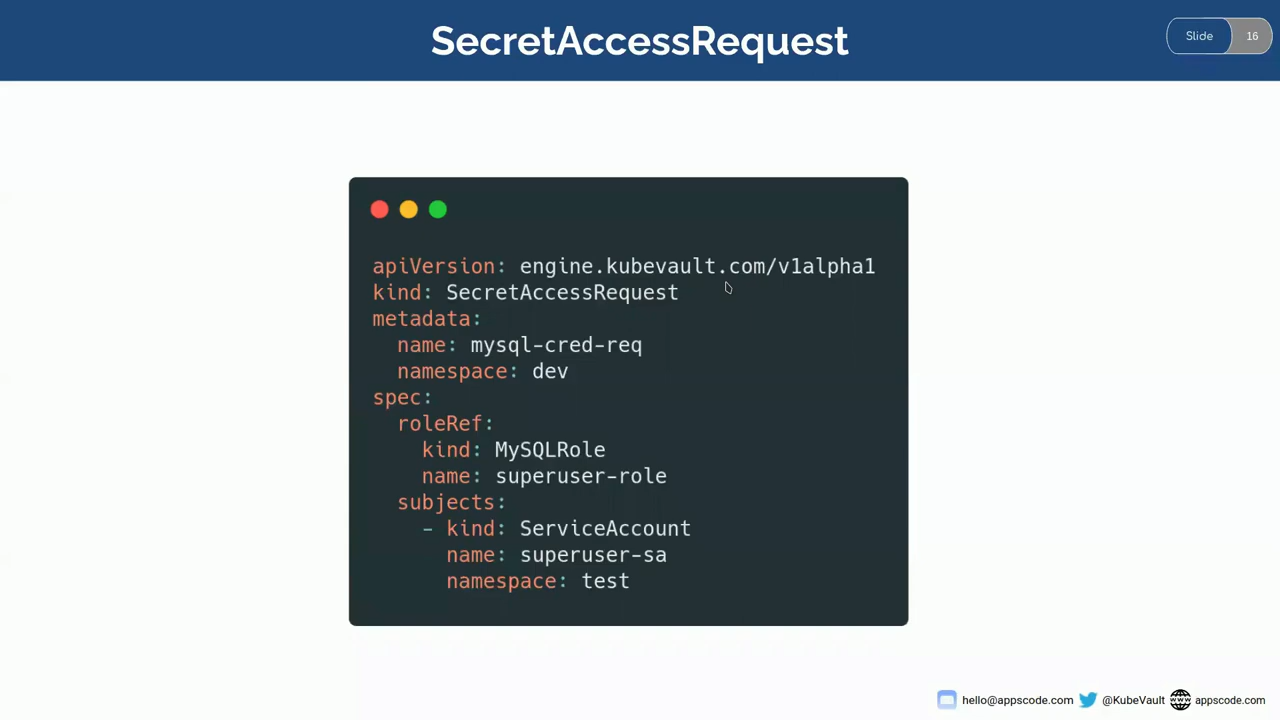 SecretAccessRequest
Slide 16
apiVersion: engine.kubevault.com/v1alpha1
kind: SecretAccessRequest
metadata:
  name: mysql-cred-req
  namespace: dev
spec:
  roleRef:
    kind: MySQLRole
    name: superuser-role
  subjects:
    - kind: ServiceAccount
      name: superuser-sa
      namespace: test
hello@appscode.com @KubeVault appscode.com